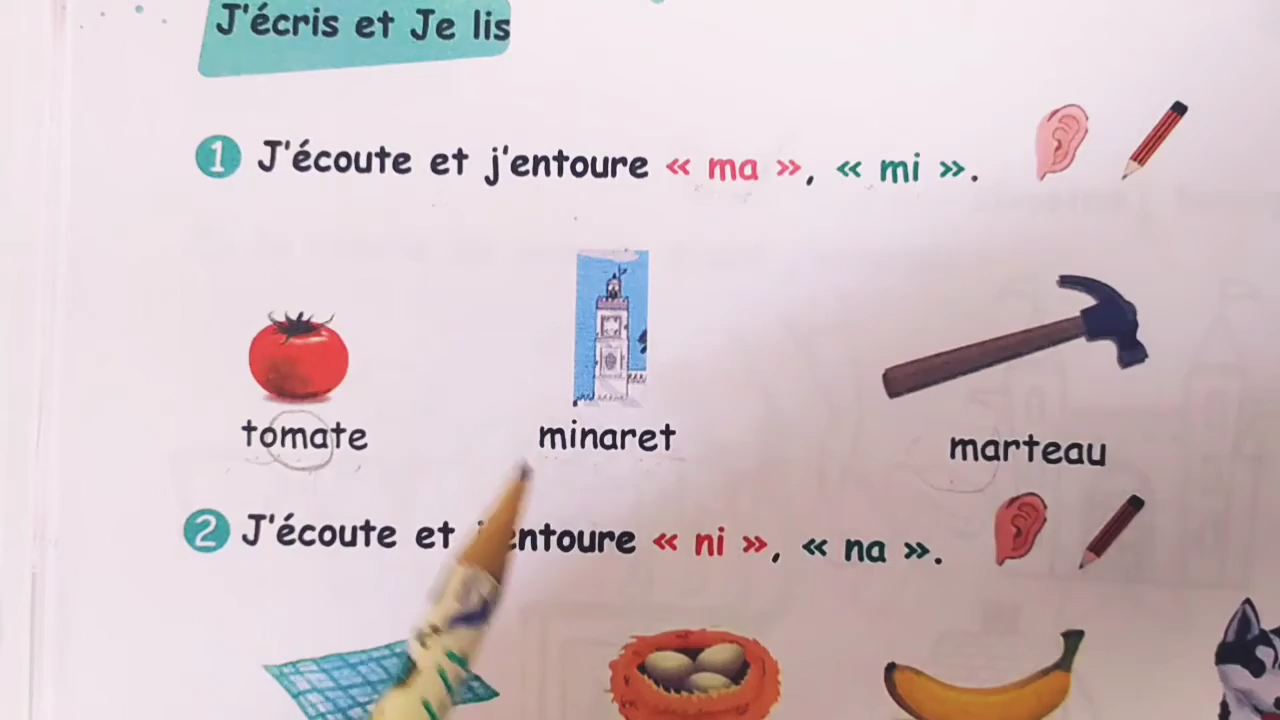 J'écris et Je lis
1 J'écoute et j'entoure « ma », « mi ».
tomate minaret marteau
2 J'écoute et entoure « ni », « na ».